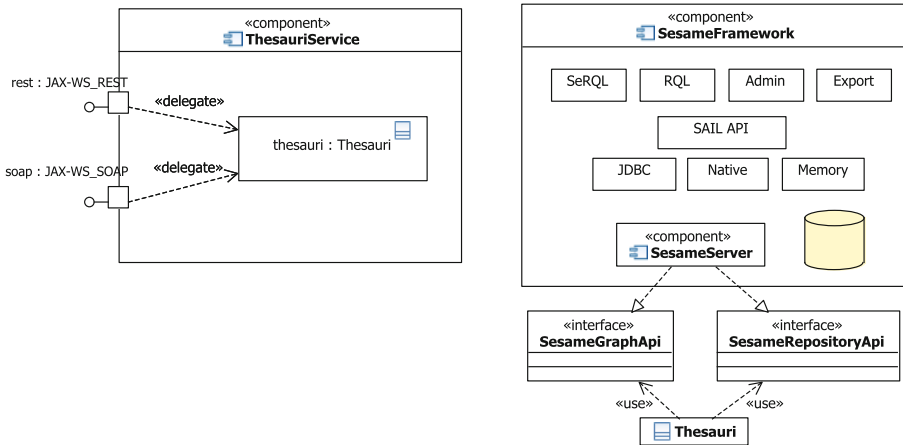 «component»
ThesauriService
rest : JAX-WS_REST
«delegate»
thesauri : Thesauri
soap : JAX-WS_SOAP
«delegate»
«component»
SesameFramework
SeRQL
RQL
Admin
Export
SAIL API
JDBC
Native
Memory
«component»
SesameServer
«interface»
SesameGraphApi
«interface»
SesameRepositoryApi
«use»
«use»
Thesauri